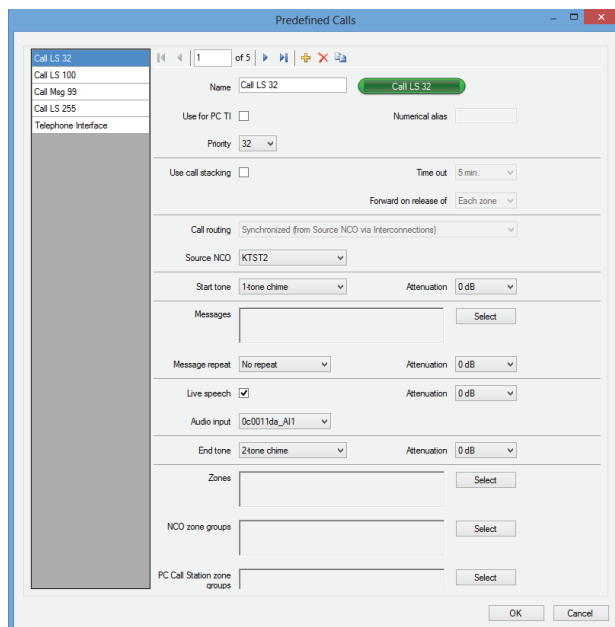 Predefined Calls
Call LS 32
Call LS 100
Call Msg 99
Call LS 255
Telephone Interface
1 of 5
Name Call LS 32 Call LS 32
Use for PC TI Numerical alias
Priority 32
Use call stacking Time out 5 min.
Forward on release of Each zone
Call routing Synchronized (from Source NCO via Interconnections)
Source NCO KTST2
Start tone 1-tone chime Attenuation 0 dB
Messages Select
Message repeat No repeat Attenuation 0 dB
Live speech Attenuation 0 dB
Audio input 0c0011da_AI1
End tone 2-tone chime Attenuation 0 dB
Zones Select
NCO zone groups Select
PC Call Station zone Select
groups
OK Cancel